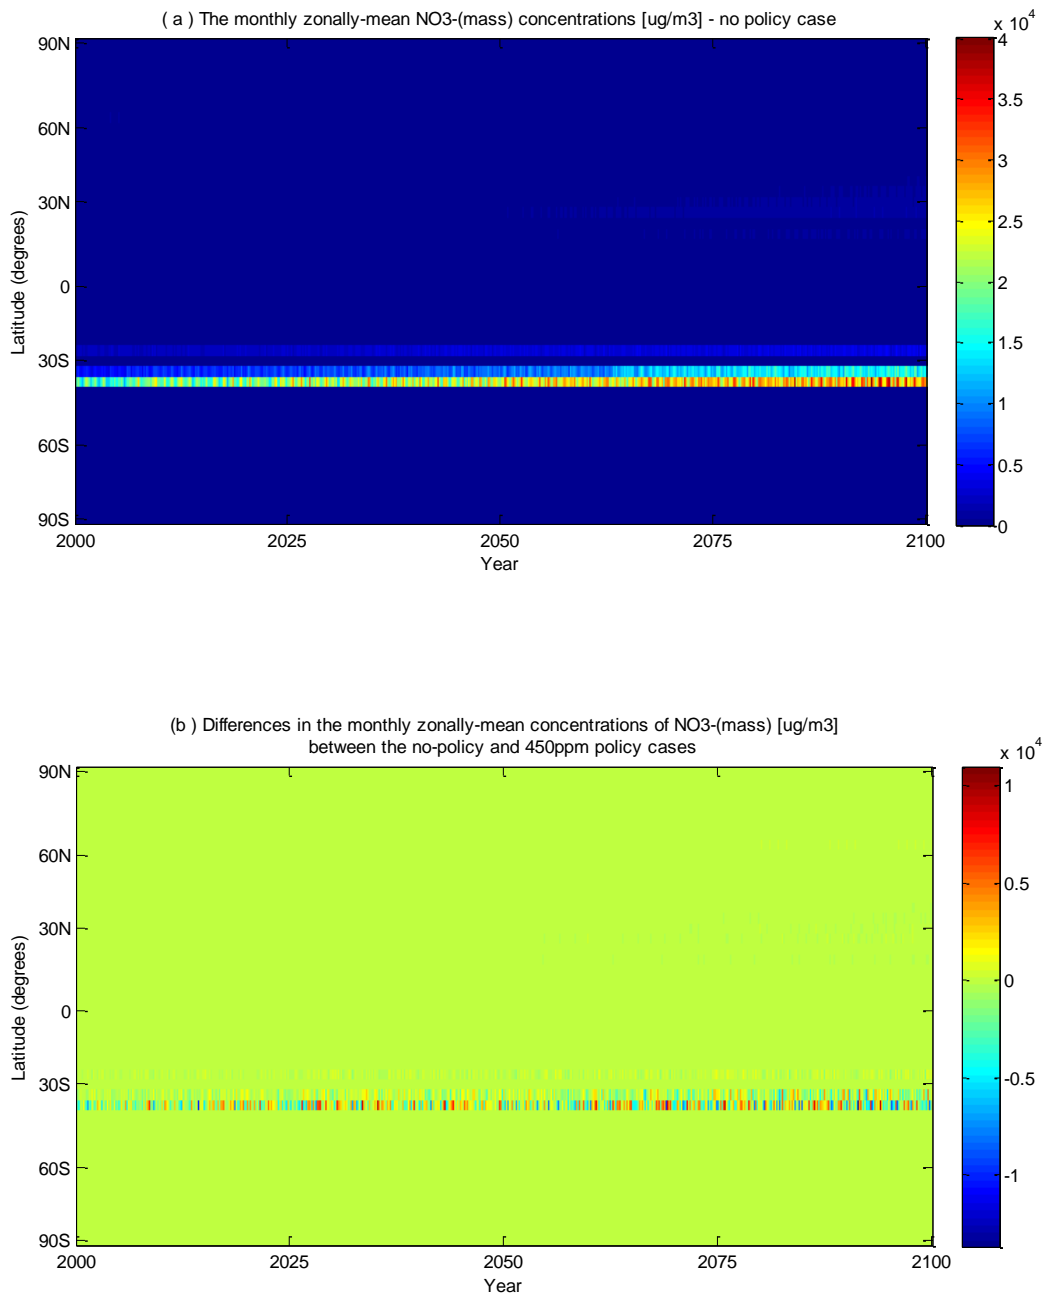 ( a ) The monthly zonally-mean NO3-(mass) concentrations [ug/m3] - no policy case
x 10^4
90N
60N
30N
0
30S
60S
90S
Latitude (degrees)
2000
2025
2050
2075
2100
Year
4
3.5
3
2.5
2
1.5
1
0.5
0
(b ) Differences in the monthly zonally-mean concentrations of NO3-(mass) [ug/m3]
between the no-policy and 450ppm policy cases
x 10^4
90N
60N
30N
0
30S
60S
90S
Latitude (degrees)
2000
2025
2050
2075
2100
Year
1
0.5
0
-0.5
-1